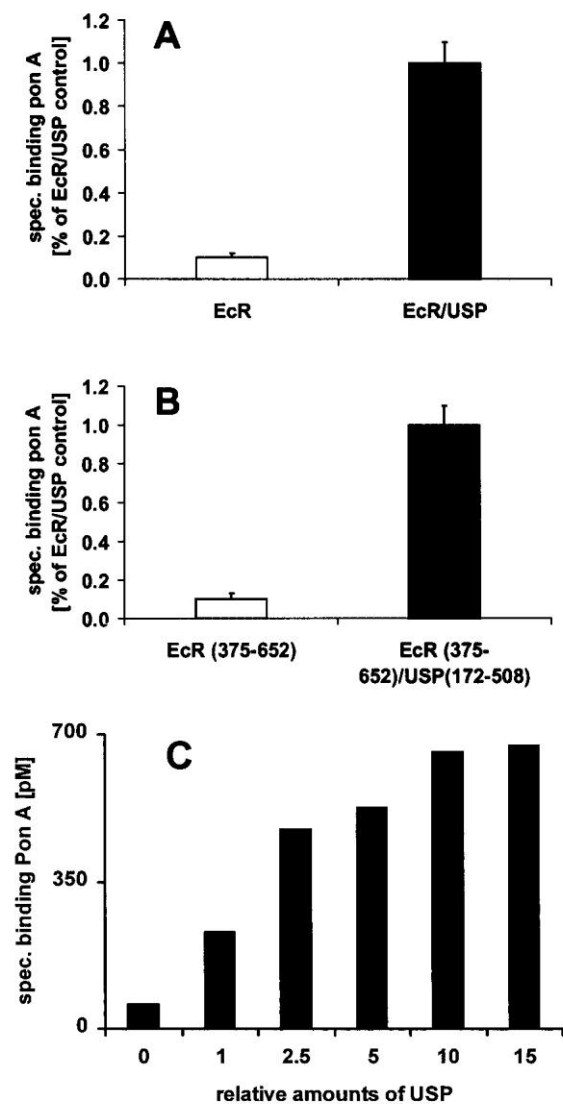 A
spec. binding pon A
[% of EcR/USP control]
1.2
1.0
0.8
0.6
0.4
0.2
0.0
EcR
EcR/USP
B
spec. binding pon A
[% of EcR/USP control]
1.2
1.0
0.8
0.6
0.4
0.2
0.0
EcR (375-652)
EcR (375-
652)/USP(172-508)
C
spec. binding Pon A [pM]
700
350
0
0 1 2.5 5 10 15
relative amounts of USP